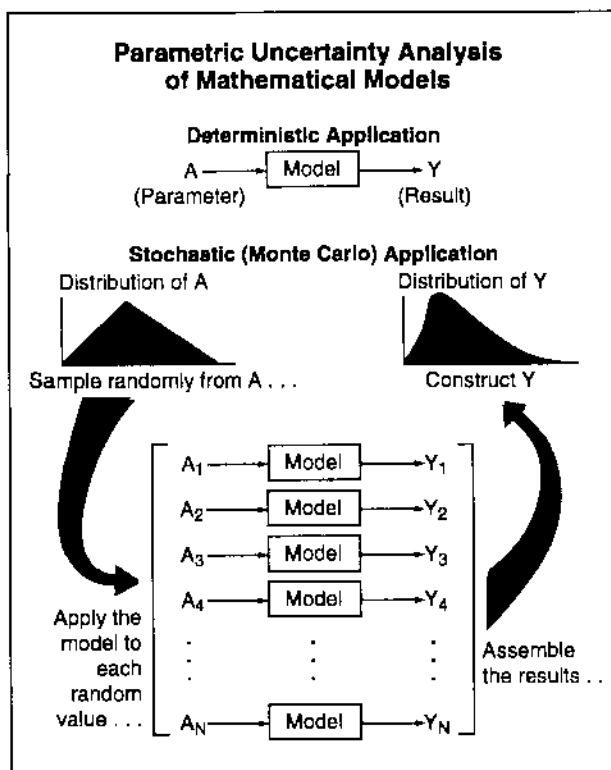 Parametric Uncertainty Analysis
of Mathematical Models
Deterministic Application
A Model Y
(Parameter) (Result)
Stochastic (Monte Carlo) Application
Distribution of A
Distribution of Y
Sample randomly from A . . .
Construct Y
A1 Model Y1
A2 Model Y2
A3 Model Y3
A4 Model Y4
. . .
. . .
. . .
AN Model YN
Apply the
model to
each
random
value . . .
Assemble
the results . .